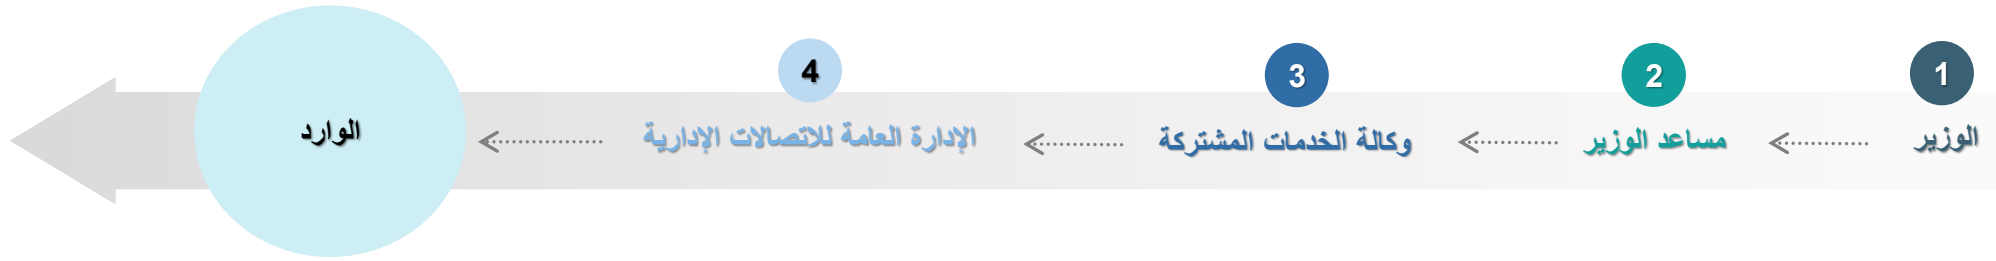 1
الوزير
2
مساعد الوزير
3
وكالة الخدمات المشتركة
4
الإدارة العامة للاتصالات الإدارية
الوارد